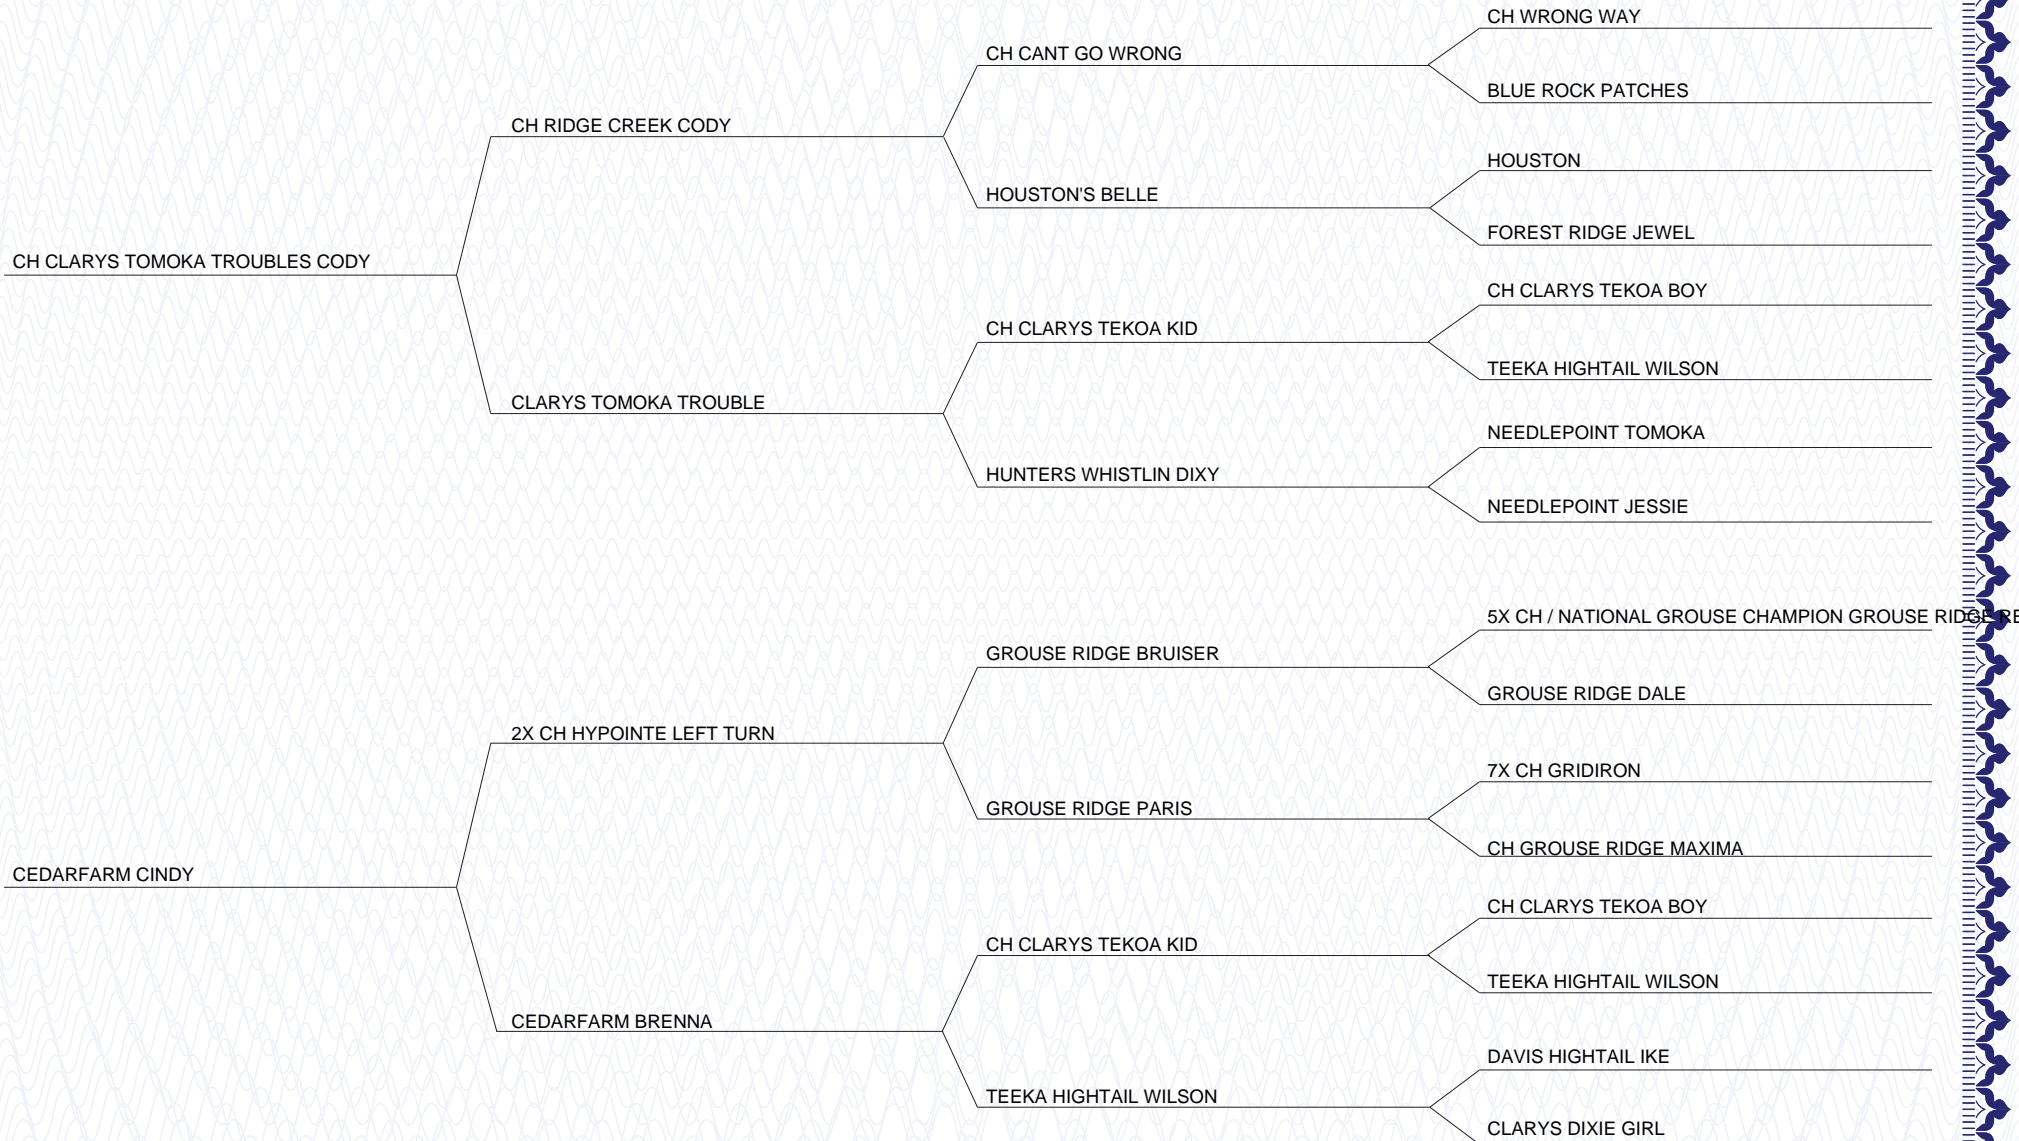 CH WRONG WAY
CH CANT GO WRONG
BLUE ROCK PATCHES
CH RIDGE CREEK CODY
HOUSTON
HOUSTON'S BELLE
FOREST RIDGE JEWEL
CH CLARYS TOMOKA TROUBLES CODY
CH CLARYS TEKOA BOY
CH CLARYS TEKOA KID
TEEKA HIGHTAIL WILSON
CLARYS TOMOKA TROUBLE
NEEDLEPOINT TOMOKA
HUNTERS WHISTLIN DIXY
NEEDLEPOINT JESSIE
5X CH / NATIONAL GROUSE CHAMPION GROUSE RIDGE
GROUSE RIDGE BRUISER
GROUSE RIDGE DALE
2X CH HYPOINTE LEFT TURN
7X CH GRIDIRON
GROUSE RIDGE PARIS
CH GROUSE RIDGE MAXIMA
CEDARFARM CINDY
CH CLARYS TEKOA BOY
CH CLARYS TEKOA KID
TEEKA HIGHTAIL WILSON
CEDARFARM BRENNA
DAVIS HIGHTAIL IKE
TEEKA HIGHTAIL WILSON
CLARYS DIXIE GIRL